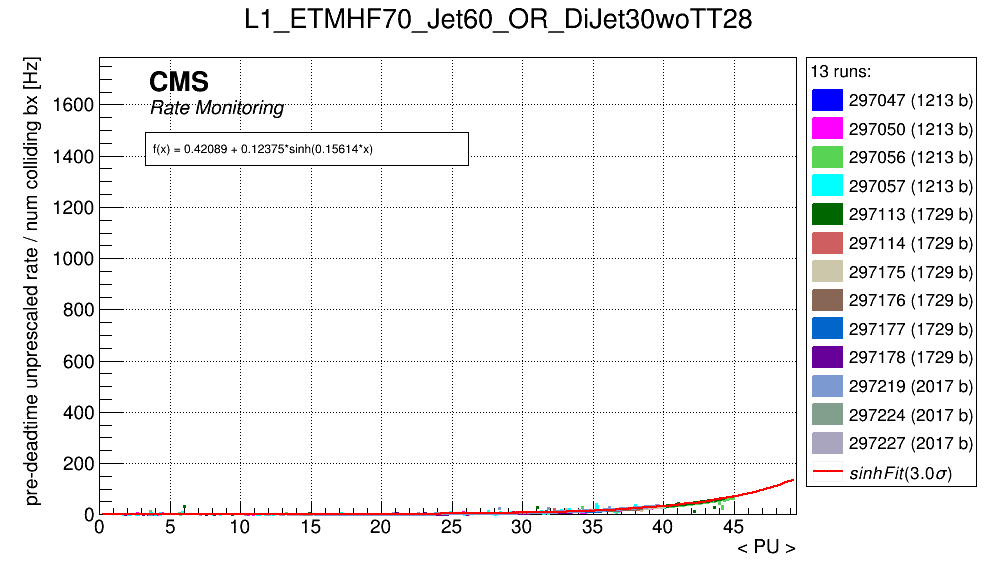 L1_ETMHF70_Jet60_OR_DiJet30woTT28
pre-deadtime unprescaled rate / num colliding bx [Hz]
CMS
Rate Monitoring
f(x) = 0.42089 + 0.12375*sinh(0.15614*x)
1600
1400
1200
1000
800
600
400
200
0
0 5 10 15 20 25 30 35 40 45
< PU >
13 runs:
297047 (1213 b)
297050 (1213 b)
297056 (1213 b)
297057 (1213 b)
297113 (1729 b)
297114 (1729 b)
297175 (1729 b)
297176 (1729 b)
297177 (1729 b)
297178 (1729 b)
297219 (2017 b)
297224 (2017 b)
297227 (2017 b)
sinhFit(3.0σ)